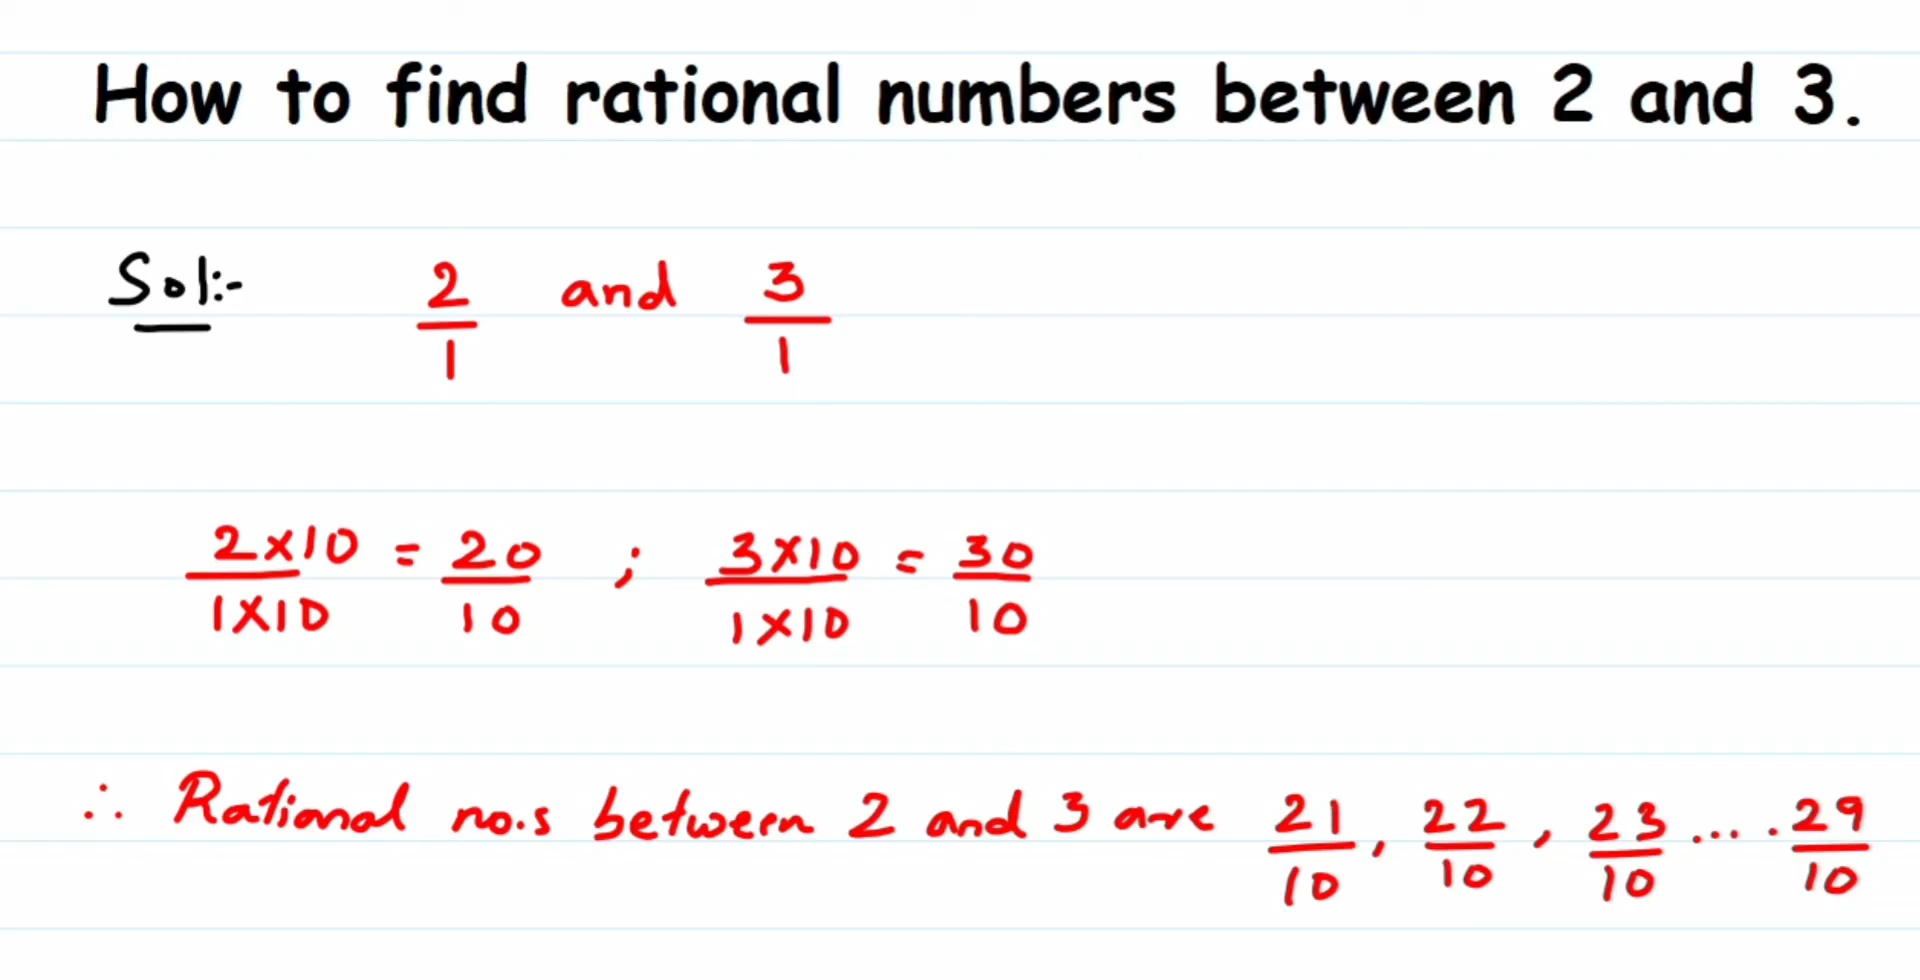 How to find rational numbers between 2 and 3.
Sol:- 2/1 and 3/1
2×10/1×10 = 20/10 ; 3×10/1×10 = 30/10
∴ Rational no.s between 2 and 3 are 21/10, 22/10, 23/10 ..... 29/10